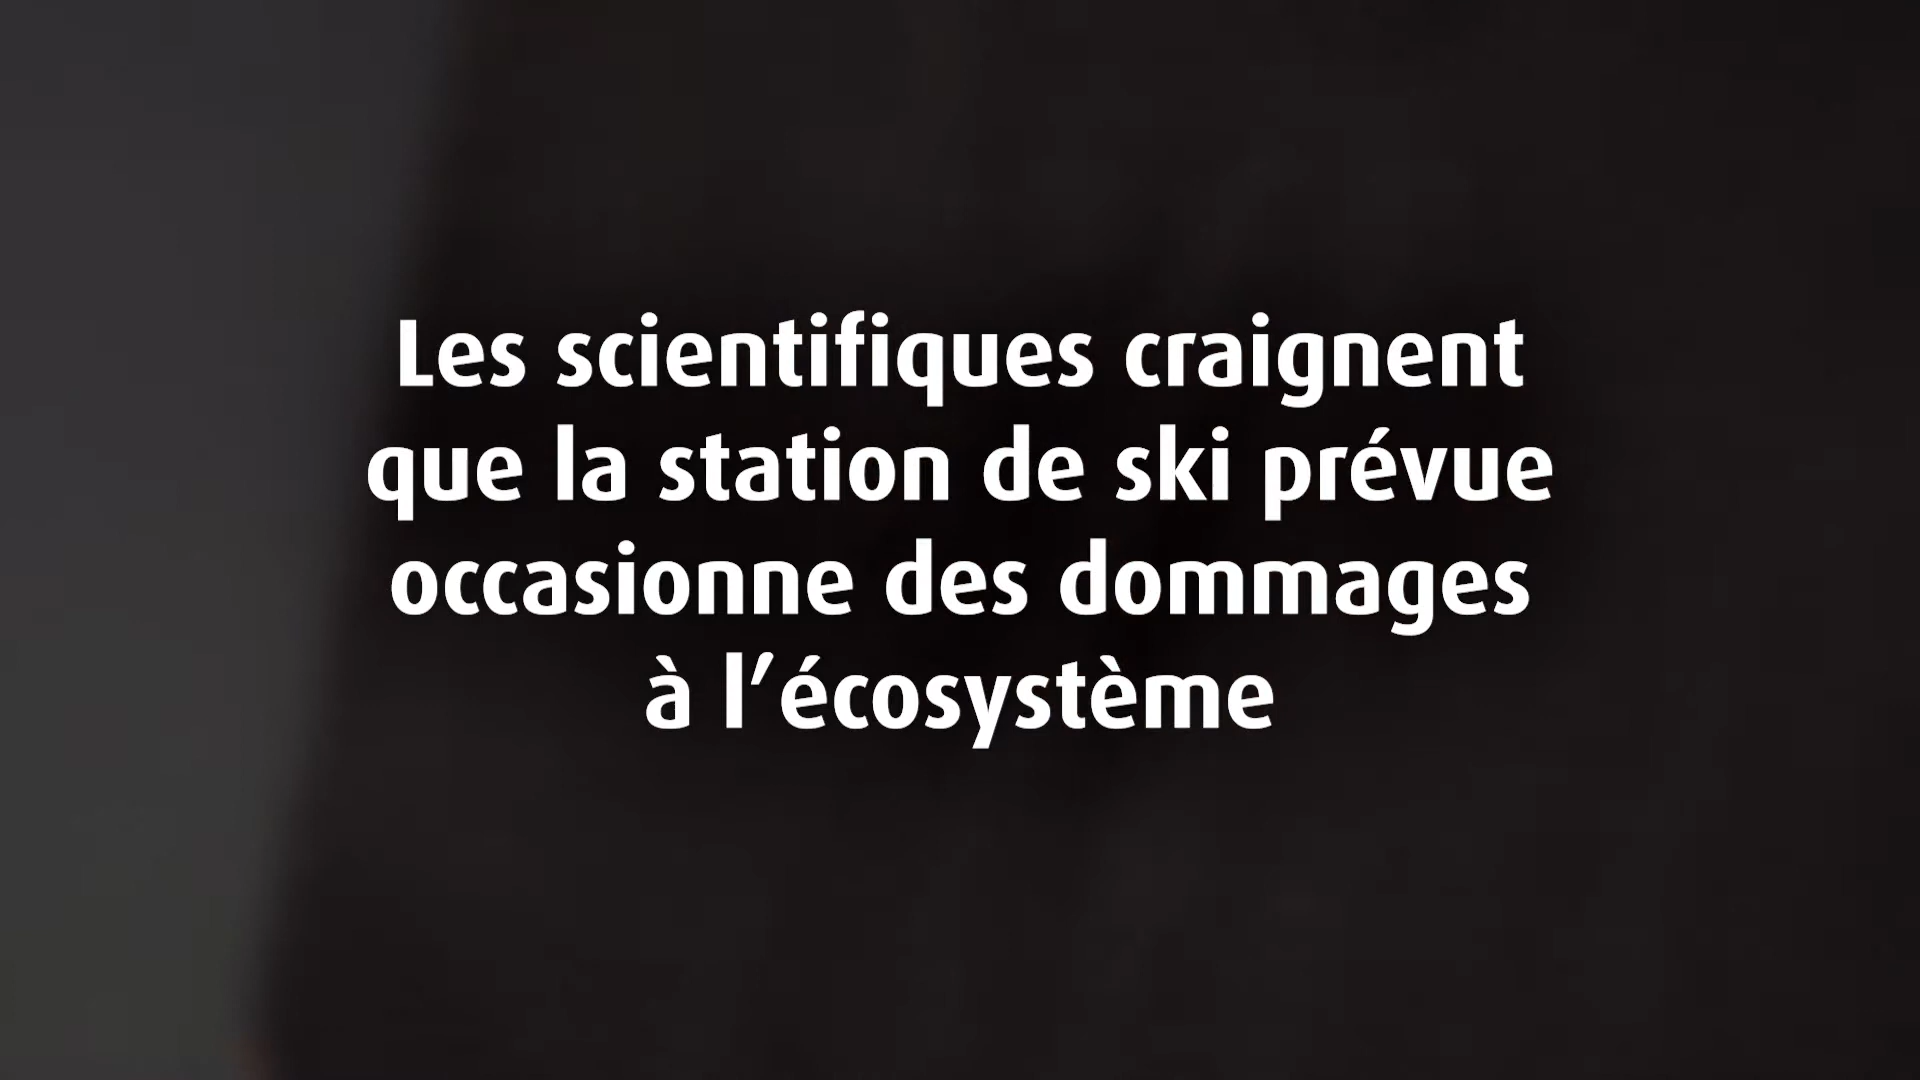 Les scientifiques craignent
que la station de ski prévue
occasionne des dommages
à l’écosystème